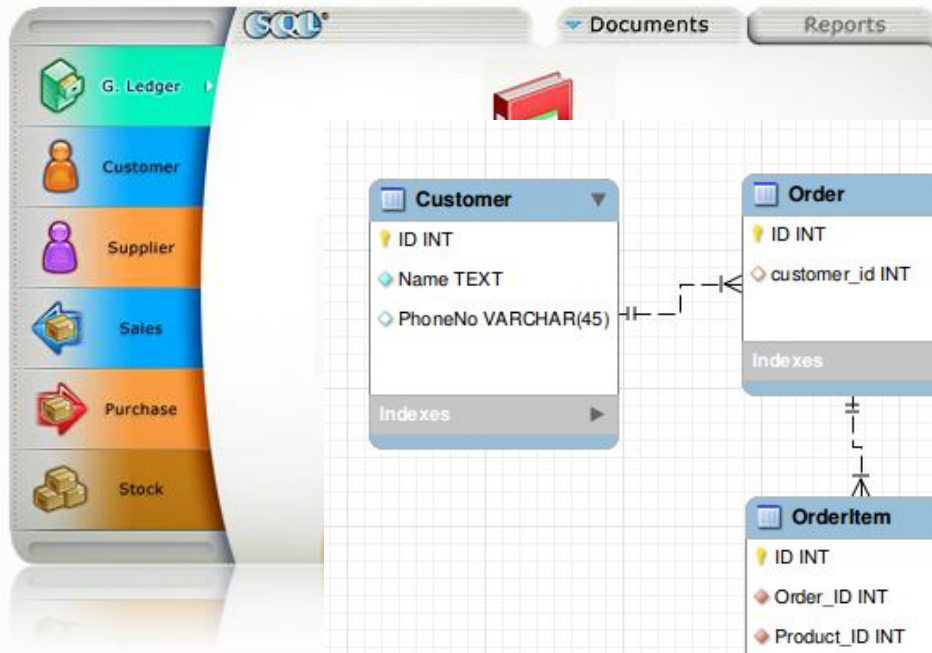 SQL®
Documents
Reports
G. Ledger
Customer
Supplier
Sales
Purchase
Stock
Customer
ID INT
Name TEXT
PhoneNo VARCHAR(45)
Indexes
Order
ID INT
customer_id INT
Indexes
OrderItem
ID INT
Order_ID INT
Product_ID INT